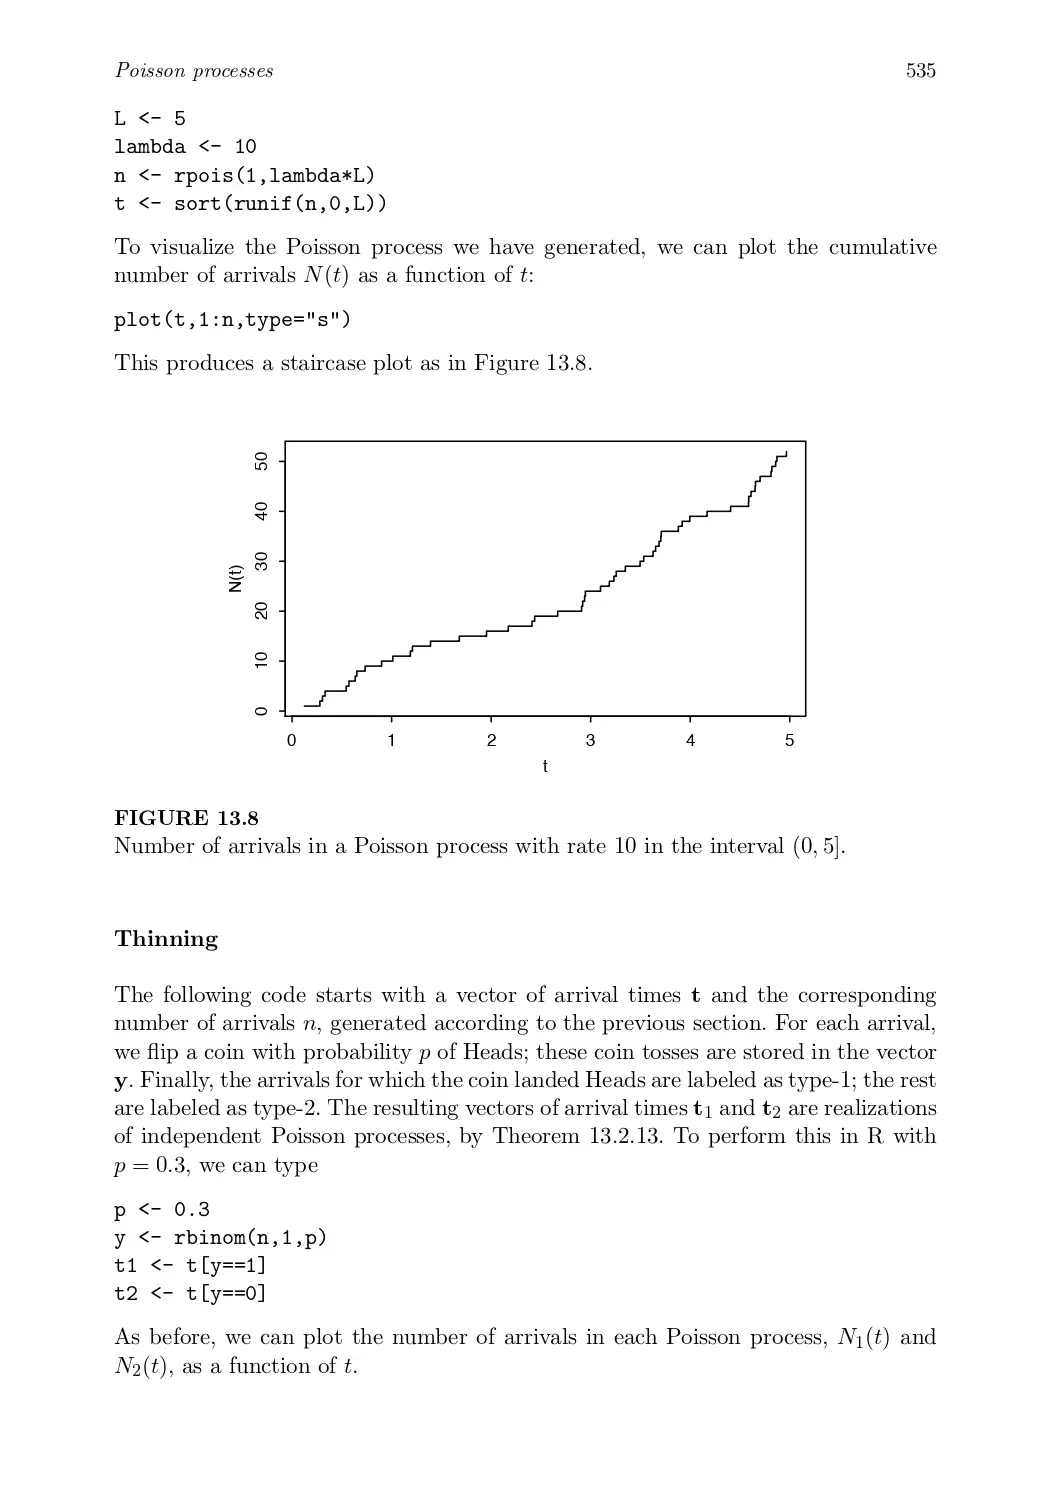 Poisson processes 535
L <- 5
lambda <- 10
n <- rpois(1,lambda*L)
t <- sort(runif(n,0,L))
To visualize the Poisson process we have generated, we can plot the cumulative
number of arrivals N(t) as a function of t:
plot(t,1:n,type="s")
This produces a staircase plot as in Figure 13.8.
50
40
30
20
10
0
N(t)
0 1 2 3 4 5
t
FIGURE 13.8
Number of arrivals in a Poisson process with rate 10 in the interval (0, 5].
Thinning
The following code starts with a vector of arrival times t and the corresponding
number of arrivals n, generated according to the previous section. For each arrival,
we flip a coin with probability p of Heads; these coin tosses are stored in the vector
y. Finally, the arrivals for which the coin landed Heads are labeled as type-1; the rest
are labeled as type-2. The resulting vectors of arrival times t₁ and t₂ are realizations
of independent Poisson processes, by Theorem 13.2.13. To perform this in R with
p = 0.3, we can type
p <- 0.3
y <- rbinom(n,1,p)
t1 <- t[y==1]
t2 <- t[y==0]
As before, we can plot the number of arrivals in each Poisson process, N₁(t) and
N₂(t), as a function of t.